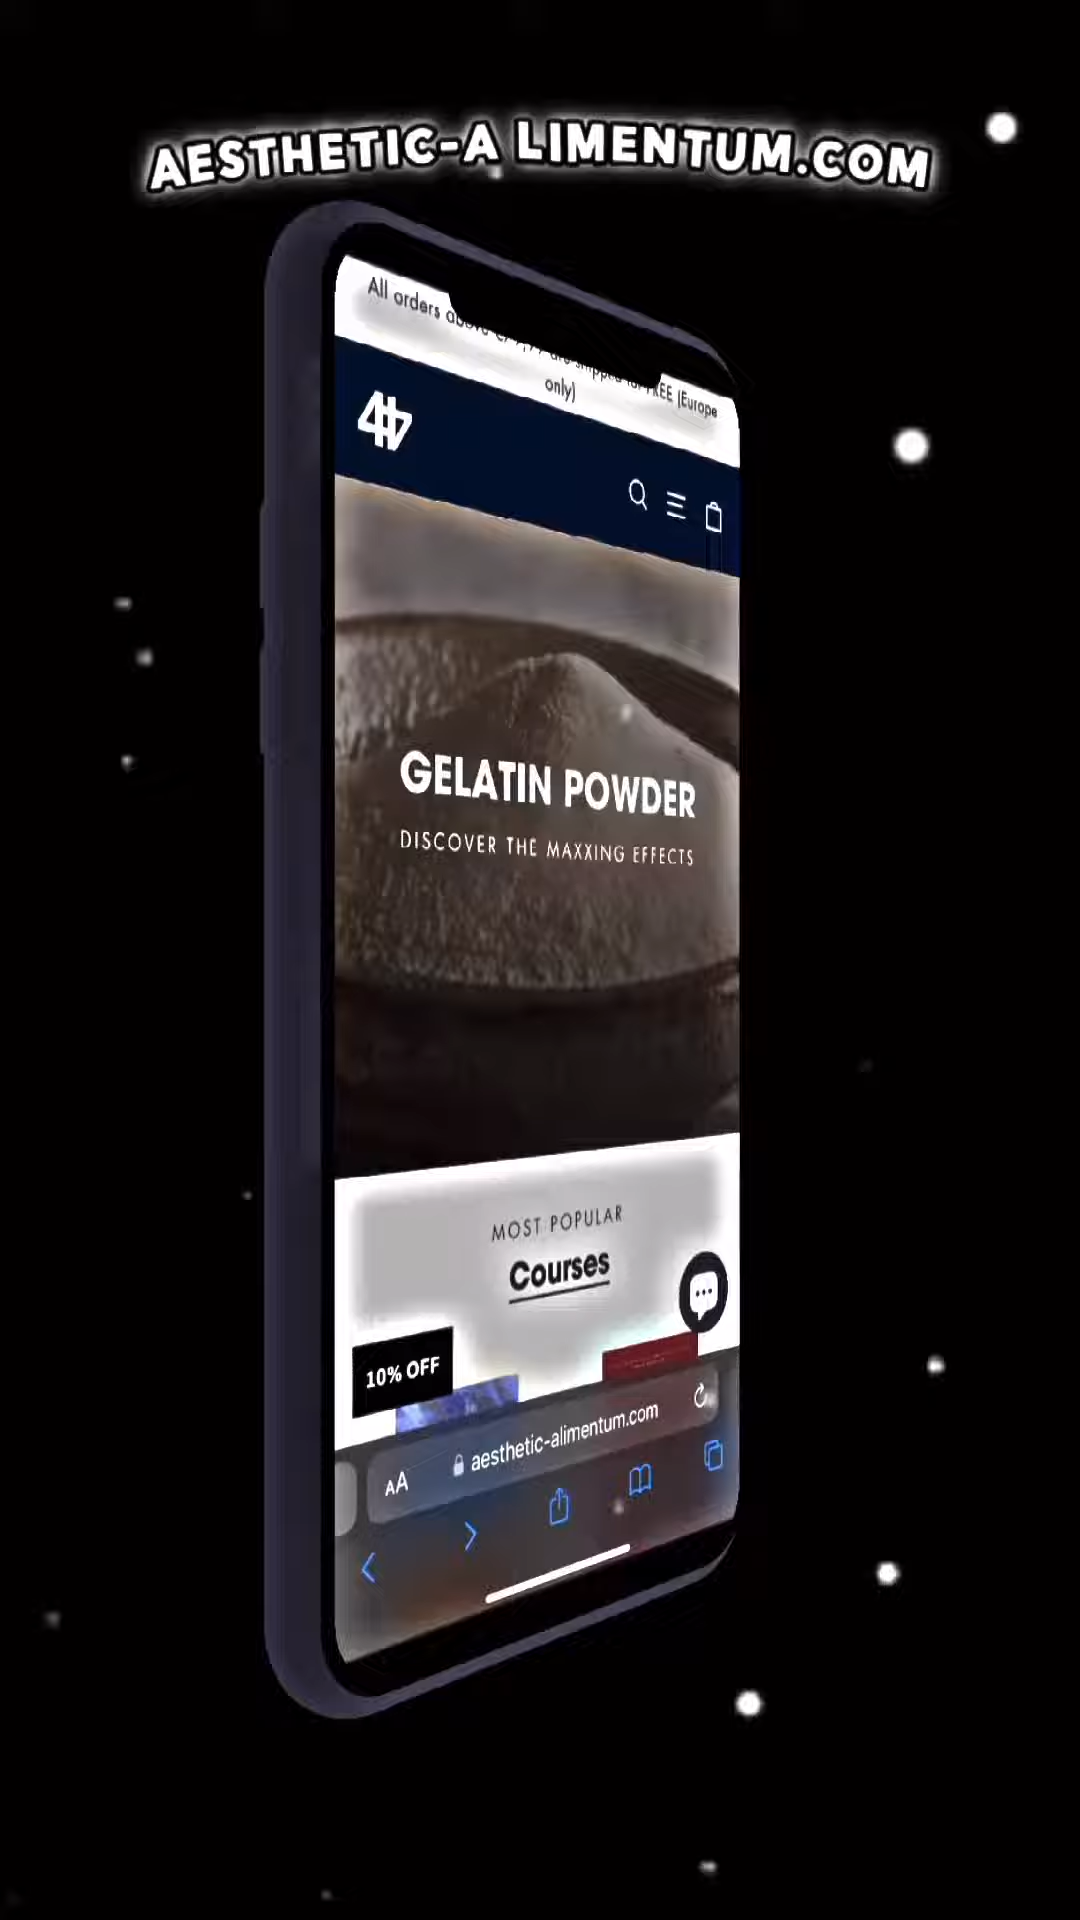 AESTHETIC-A LIMENTUM.COM
All orders above are shipped for FREE (Europe
only)
GELATIN POWDER
DISCOVER THE MAXXING EFFECTS
MOST POPULAR
Courses
10% OFF
AA aesthetic-alimentum.com